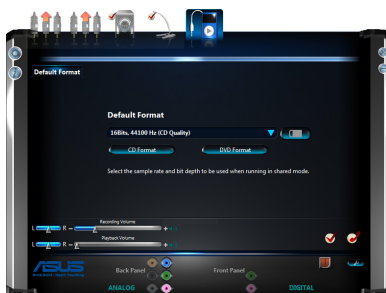 Default Format
Default Format
16Bits, 44100 Hz (CD Quality)
CD Format
DVD Format
Select the sample rate and bit depth to be used when running in shared mode.
Recording Volume
L R - +
Playback Volume
L R - +
ASUS
Back Panel
Front Panel
ANALOG
DIGITAL